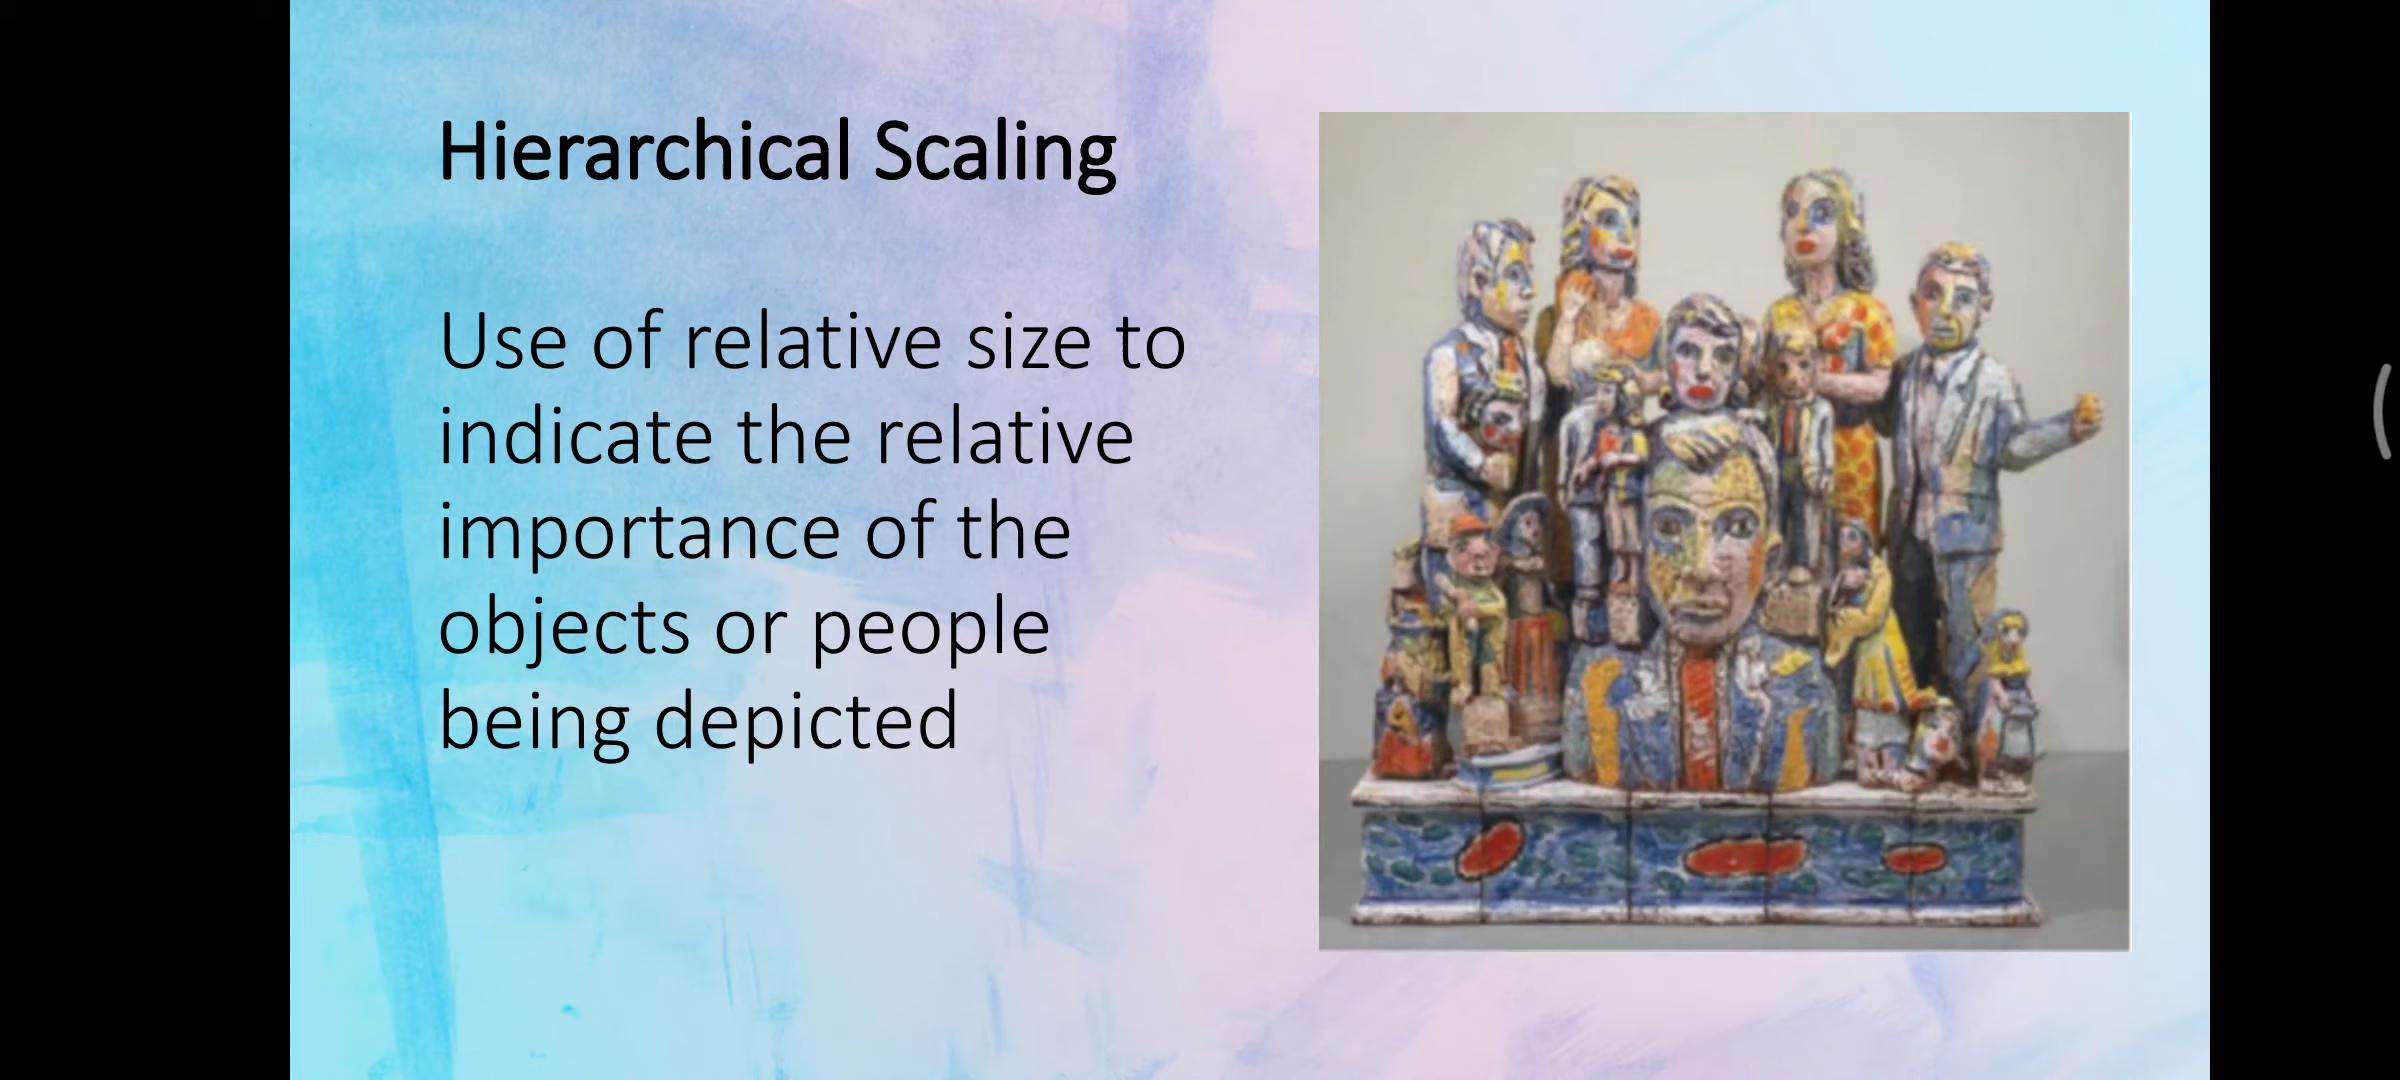 Hierarchical Scaling
Use of relative size to
indicate the relative
importance of the
objects or people
being depicted